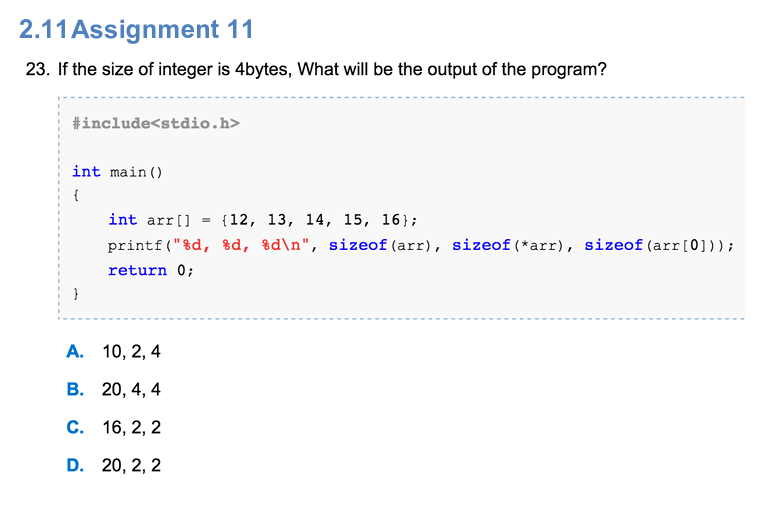 2.11Assignment 11
23. If the size of integer is 4bytes, What will be the output of the program?
#include<stdio.h>
int main()
{
int arr[] = {12, 13, 14, 15, 16};
printf("%d, %d, %d\n", sizeof(arr), sizeof(*arr), sizeof(arr[0]));
return 0;
}
A. 10, 2, 4
B. 20, 4, 4
C. 16, 2, 2
D. 20, 2, 2